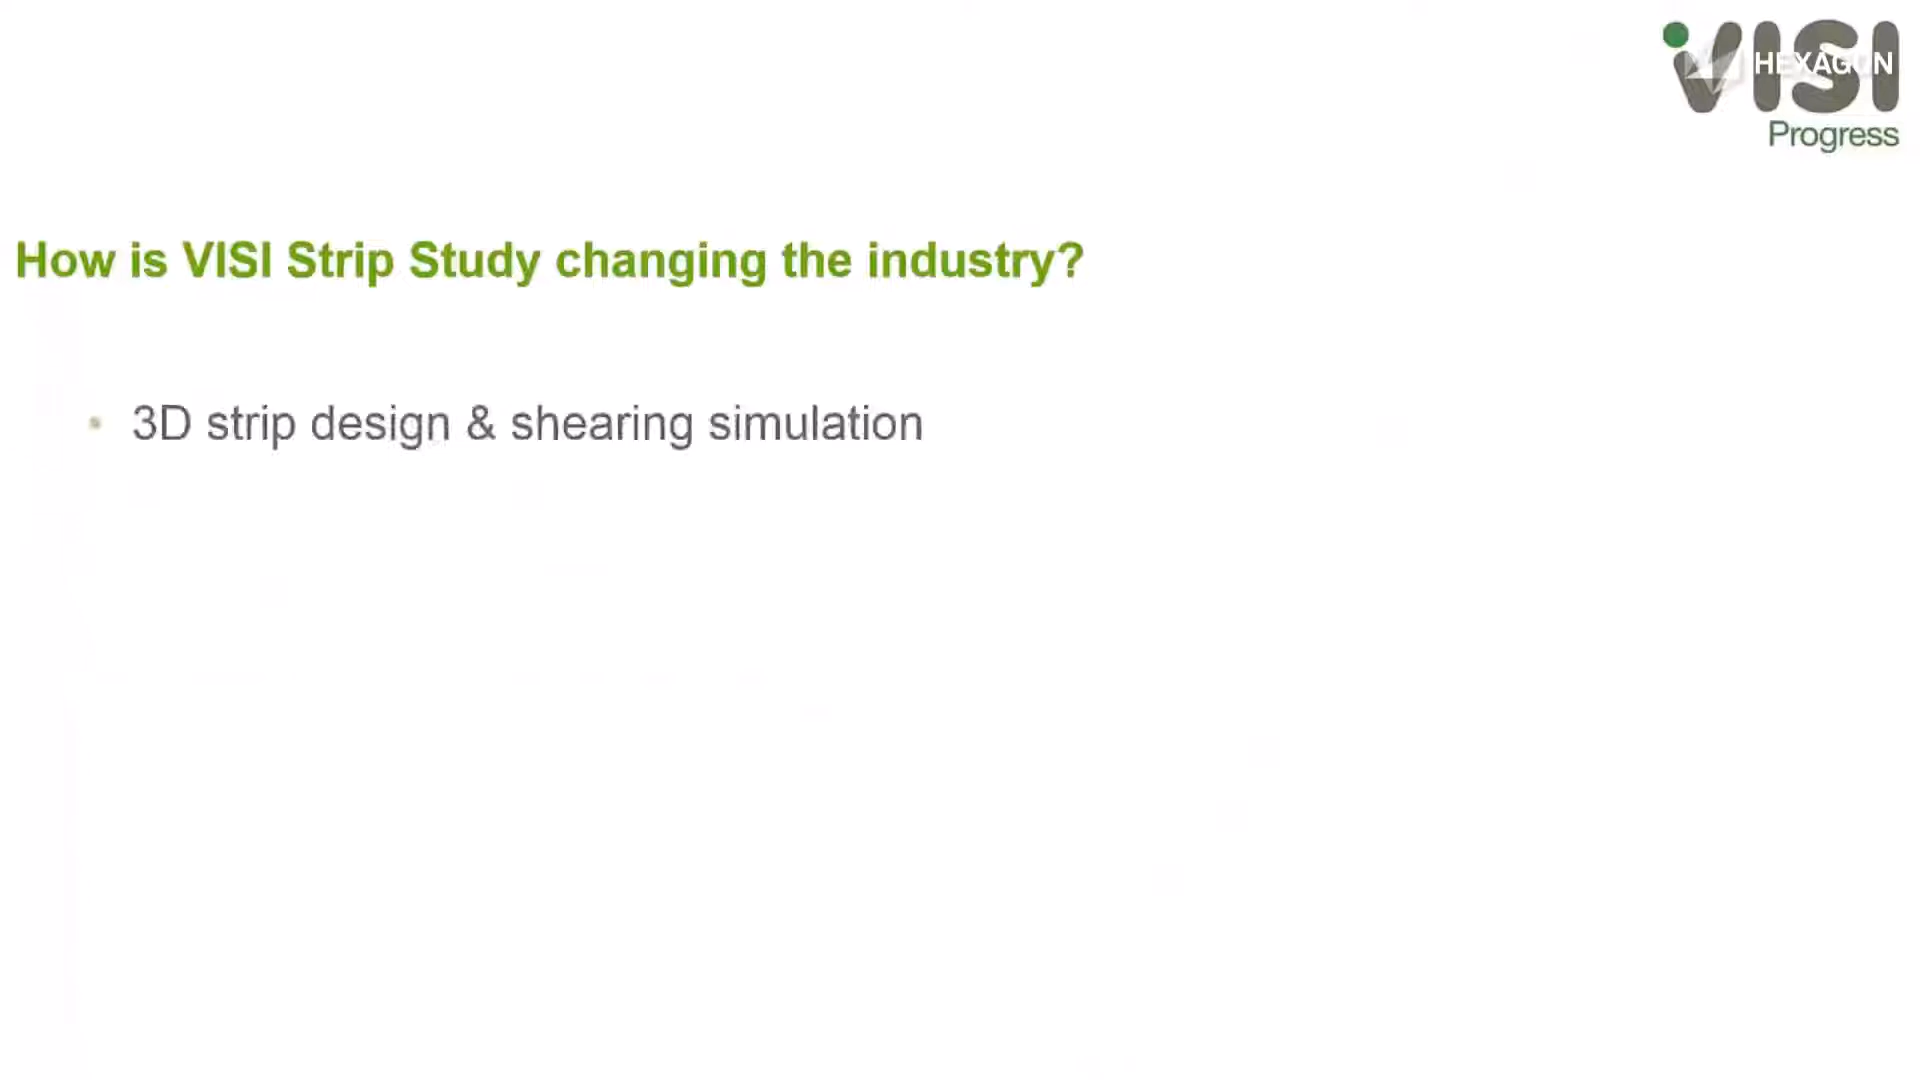 VISI
HEXAGON
Progress
How is VISI Strip Study changing the industry?
• 3D strip design & shearing simulation